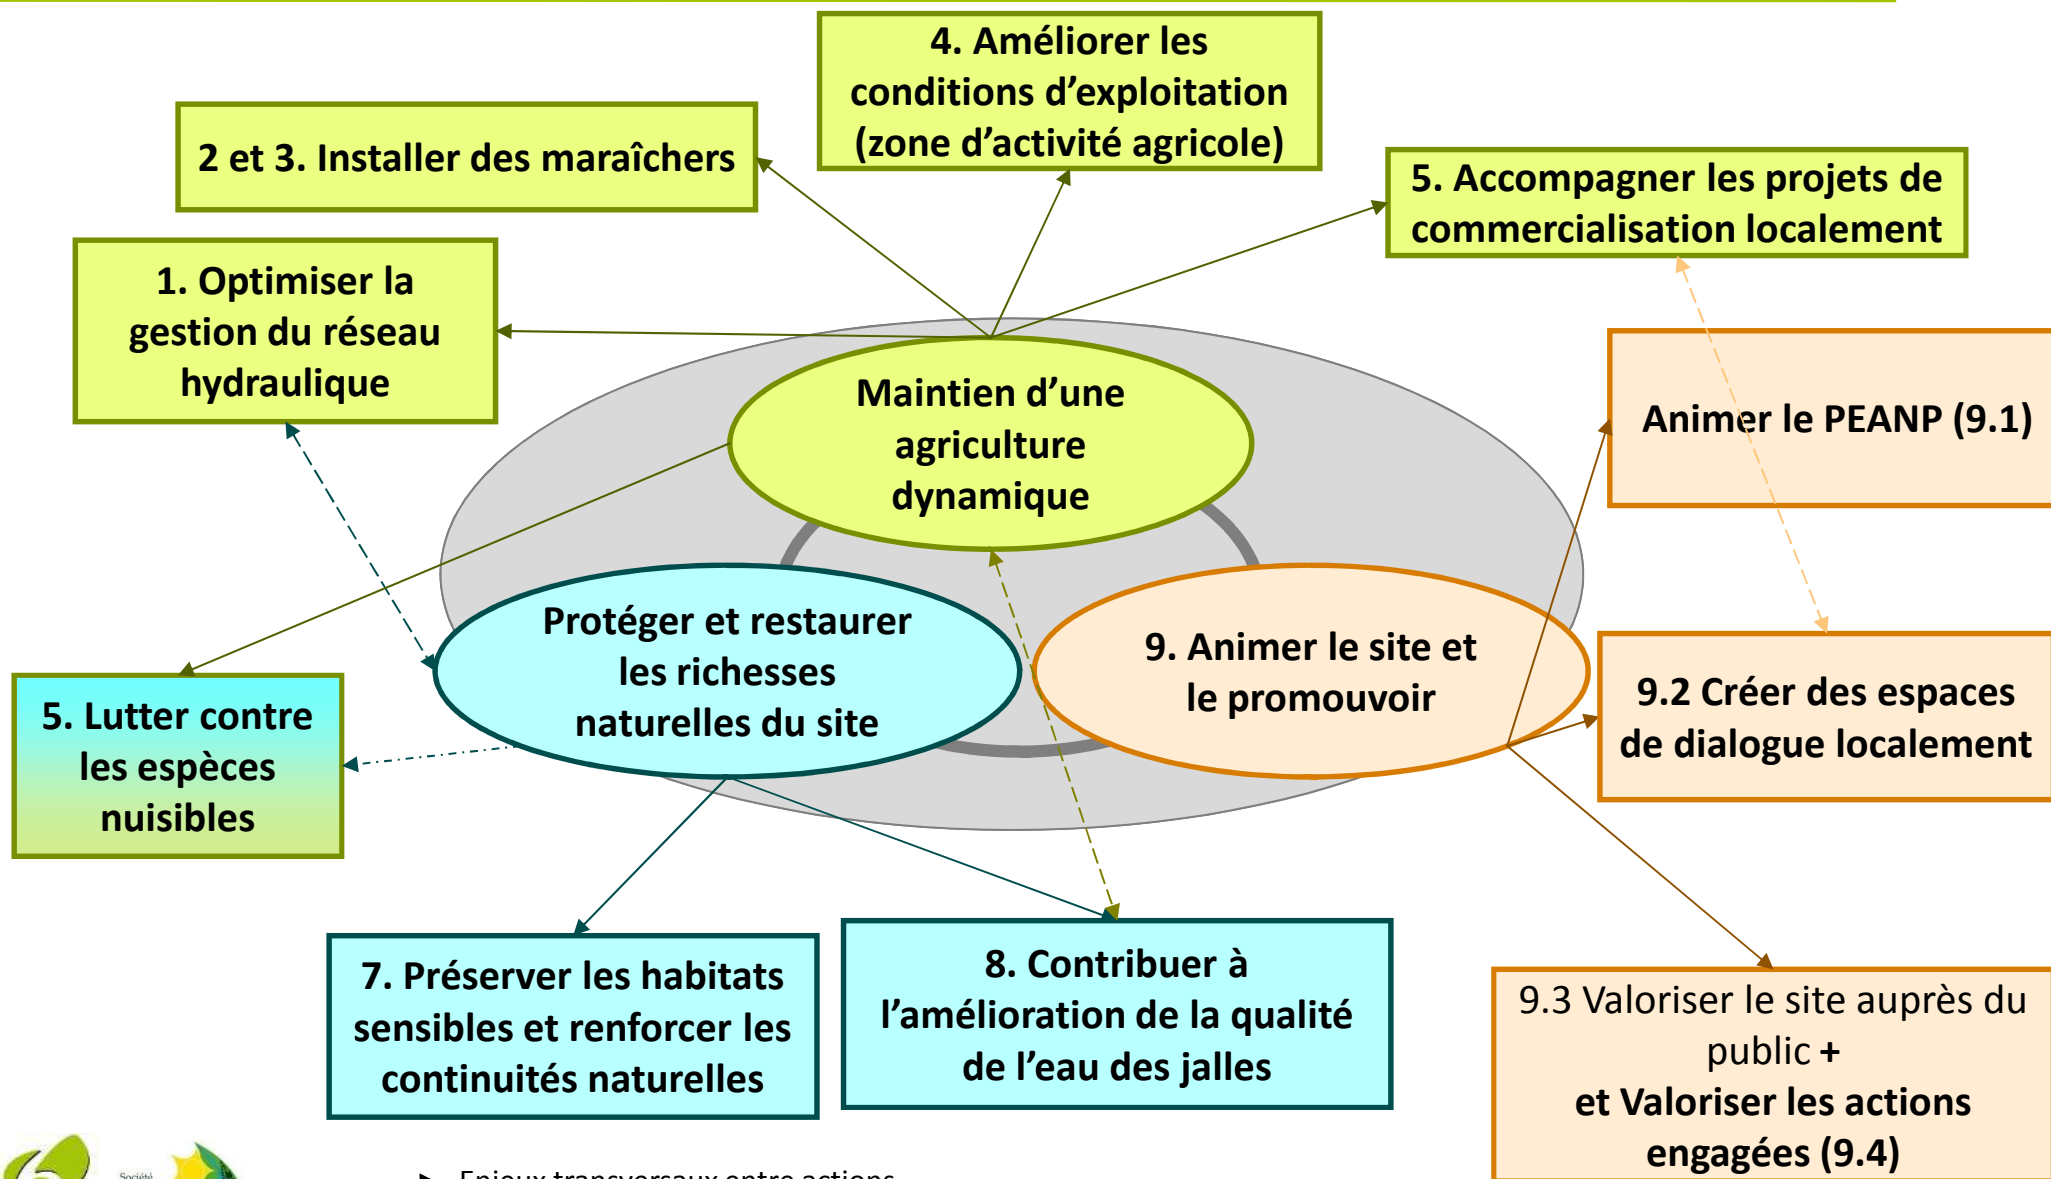 4. Améliorer les
conditions d'exploitation
(zone d'activité agricole)
2 et 3. Installer des maraîchers
5. Accompagner les projets de
commercialisation localement
1. Optimiser la
gestion du réseau
hydraulique
Maintien d'une
agriculture
dynamique
Animer le PEANP (9.1)
Protéger et restaurer
les richesses
naturelles du site
9. Animer le site et
le promouvoir
9.2 Créer des espaces
de dialogue localement
5. Lutter contre
les espèces
nuisibles
7. Préserver les habitats
sensibles et renforcer les
continuités naturelles
8. Contribuer à
l'amélioration de la qualité
de l'eau des jalles
9.3 Valoriser le site auprès du
public +
et Valoriser les actions
engagées (9.4)
Société
Enjeux transversaux entre actions